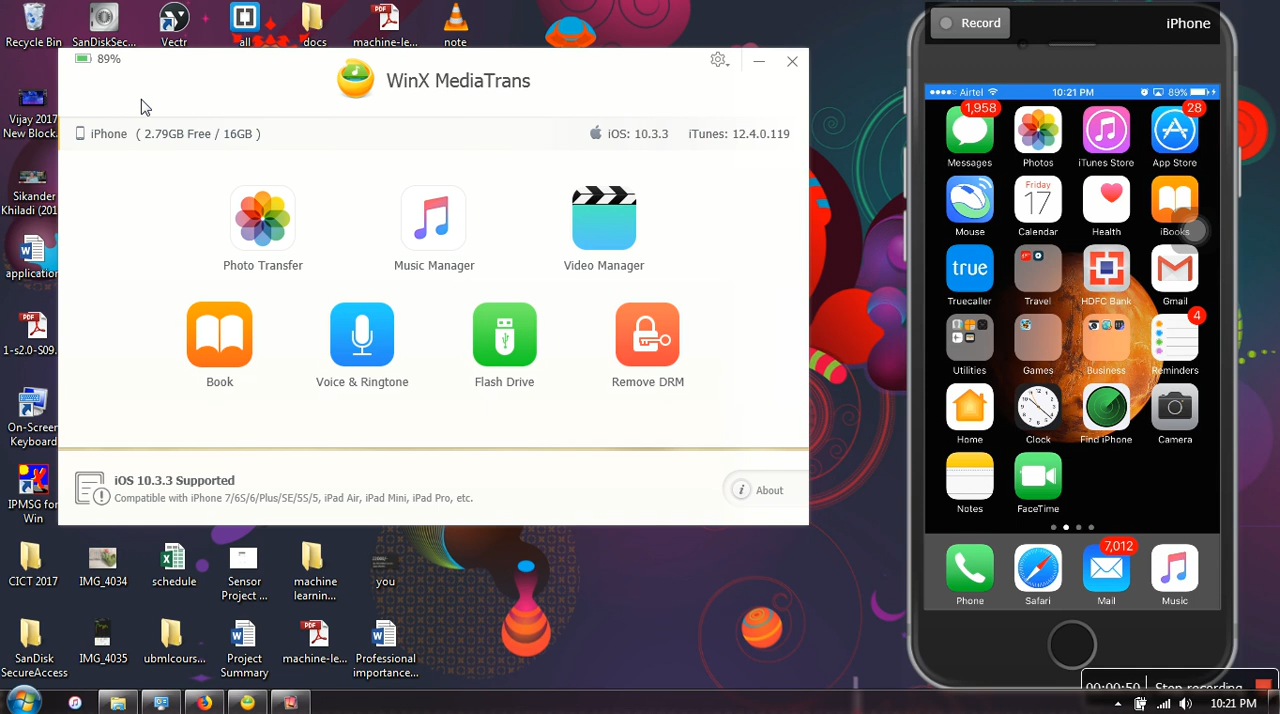 Recycle Bin
SanDiskSec...
Vectr
all
docs
machine-le...
note
Vijay 2017
New Block.
Sikander
Khiladi (201
application
1-s2.0-S09.
On-Screen
Keyboard
IPMSG for
Win
CICT 2017
IMG_4034
schedule
Sensor
Project ...
machine
learnin...
you
SanDisk
SecureAccess
IMG_4035
ubmlcours...
Project
Summary
machine-le...
Professional
importance...
89%
WinX MediaTrans
iPhone ( 2.79GB Free / 16GB )
iOS: 10.3.3 iTunes: 12.4.0.119
Photo Transfer
Music Manager
Video Manager
Book
Voice & Ringtone
Flash Drive
Remove DRM
iOS 10.3.3 Supported
Compatible with iPhone 7/6S/6/Plus/SE/5S/5, iPad Air, iPad Mini, iPad Pro, etc.
About
Record
iPhone
Airtel 10:21 PM 89%
1,958
28
Messages
Photos
iTunes Store
App Store
Friday
17
Mouse
Calendar
Health
iBooks
true
Truecaller
Travel
HDFC Bank
Gmail
4
Utilities
Games
Business
Reminders
Home
Clock
Find iPhone
Camera
Notes
FaceTime
7,012
Phone
Safari
Mail
Music
00:00:50 Stop recording
10:21 PM